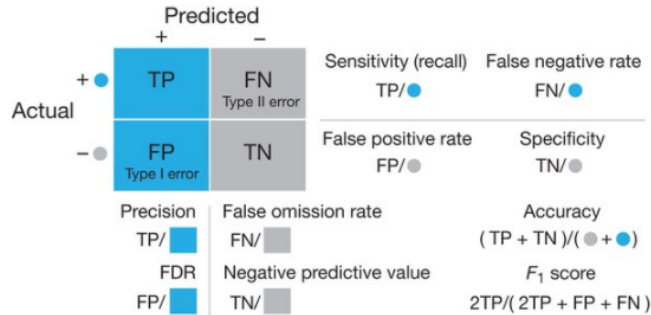 Predicted
+ −
Sensitivity (recall) False negative rate
+ TP FN TP/ FN/
Type II error
Actual
False positive rate Specificity
− FP TN FP/ TN/
Type I error
Precision False omission rate Accuracy
TP/ FN/ ( TP + TN )/( + )
FDR Negative predictive value F1 score
FP/ TN/ 2TP/( 2TP + FP + FN )